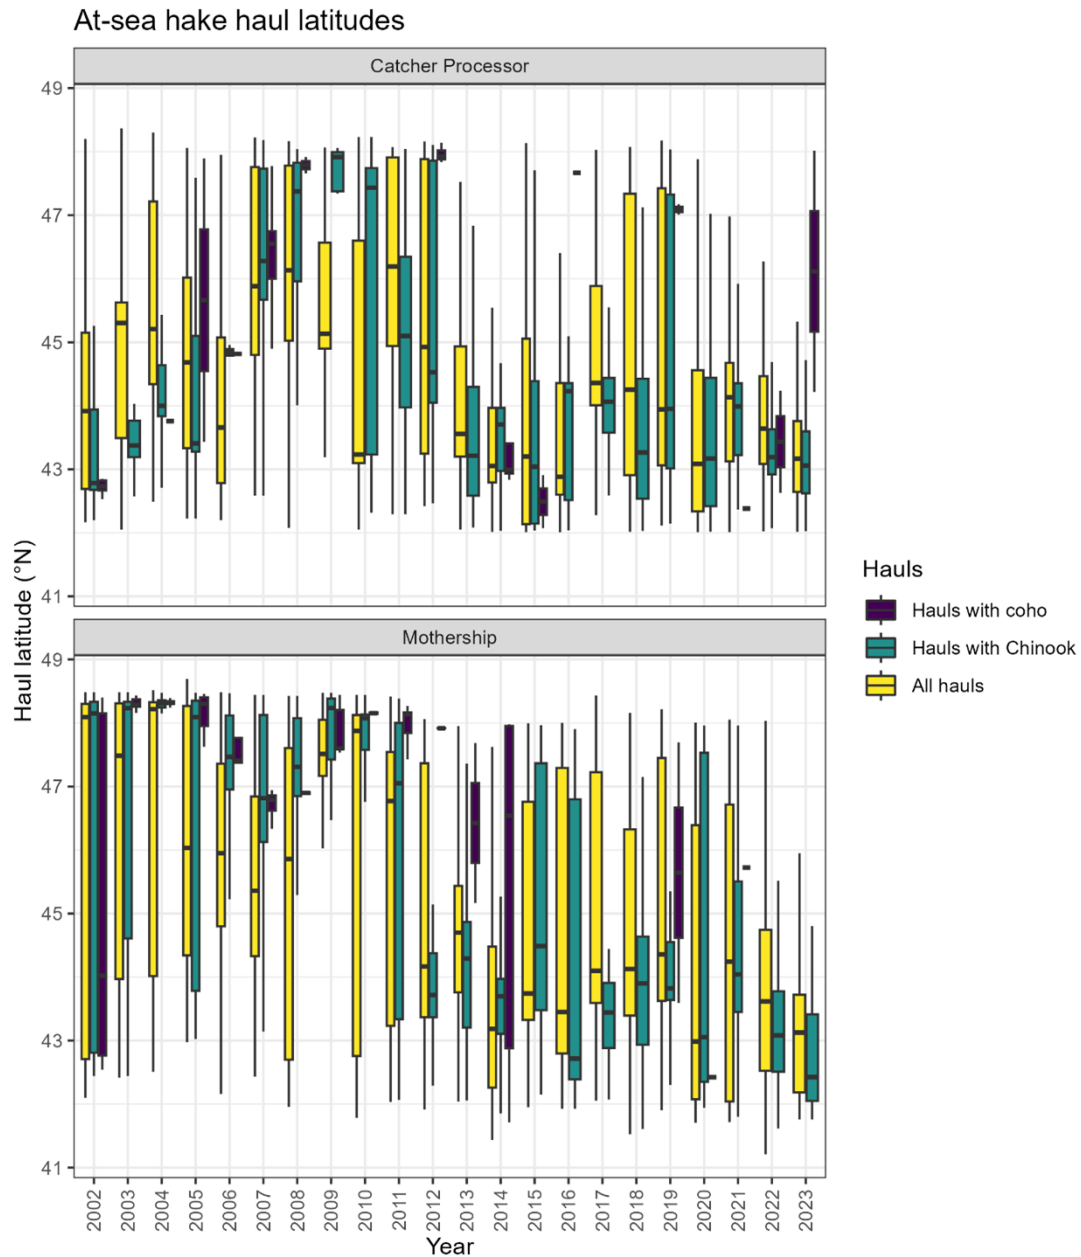 At-sea hake haul latitudes
Catcher Processor
49
47
45
43
41
Mothership
49
47
45
43
41
Haul latitude (°N)
2002 2003 2004 2005 2006 2007 2008 2009 2010 2011 2012 2013 2014 2015 2016 2017 2018 2019 2020 2021 2022 2023
Year
Hauls
Hauls with coho
Hauls with Chinook
All hauls